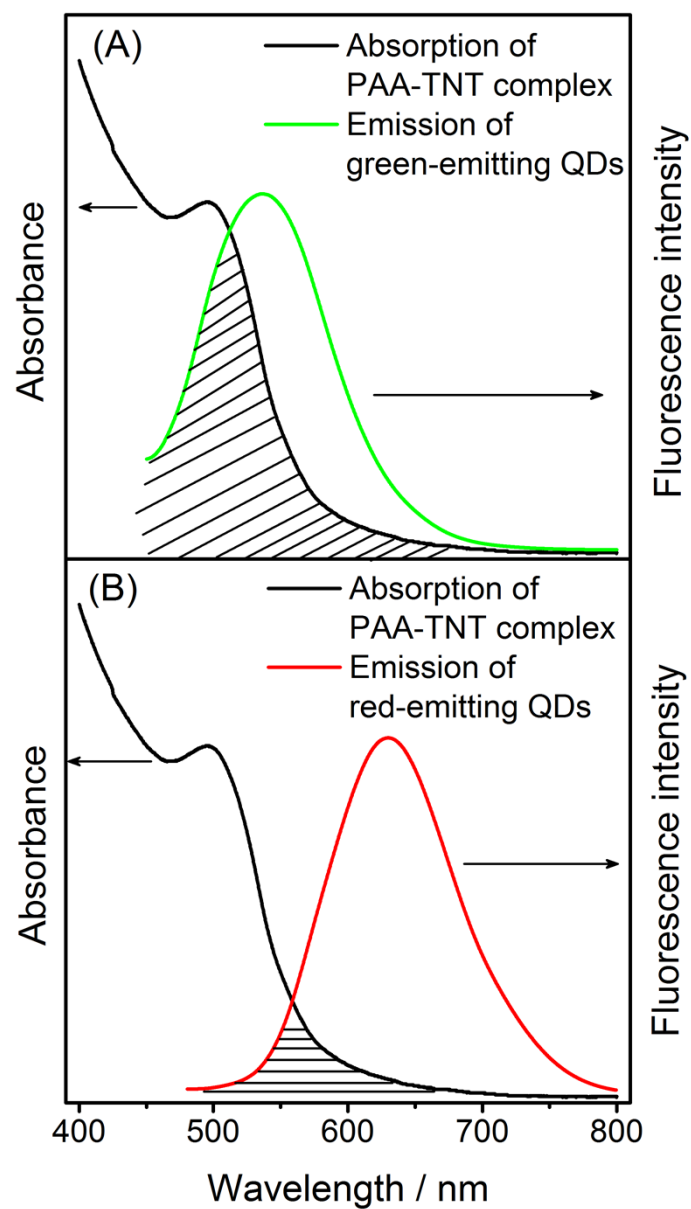 (A)
Absorption of
PAA-TNT complex
Emission of
green-emitting QDs
Absorbance
Fluorescence intensity
(B)
Absorption of
PAA-TNT complex
Emission of
red-emitting QDs
Absorbance
Fluorescence intensity
400 500 600 700 800
Wavelength / nm